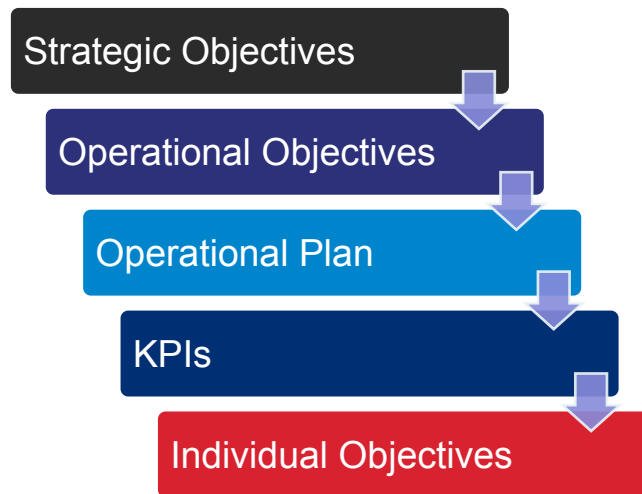 Strategic Objectives
Operational Objectives
Operational Plan
KPIs
Individual Objectives